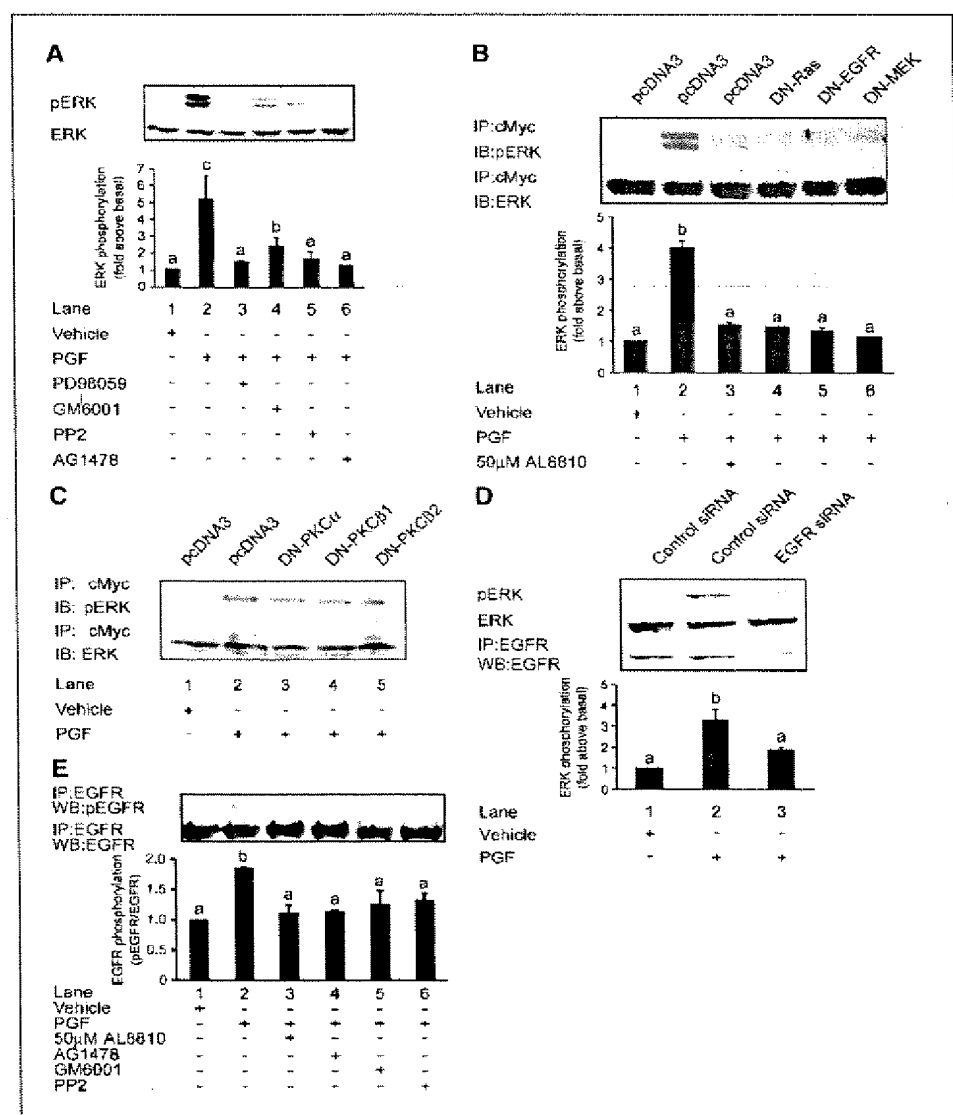 A
pERK
ERK
ERK phosphorylation
(fold above basal)
7
6
5
4
3
2
1
0
a
c
a
b
a
a
Lane 1 2 3 4 5 6
Vehicle + - - - - -
PGF - + + + + +
PD98059 - - + - - -
GM6001 - - - + - -
PP2 - - - - + -
AG1478 - - - - - +
B
pcDNA3 pcDNA3 pcDNA3 DN-Ras DN-EGFR DN-MEK
IP:cMyc
IB:pERK
IP:cMyc
IB:ERK
ERK phosphorylation
(fold above basal)
5
4
3
2
1
0
a
b
a
a
a
a
Lane 1 2 3 4 5 6
Vehicle + - - - - -
PGF - + + + + +
50µM AL8810 - - + - - -
C
pcDNA3 pcDNA3 DN-PKCα DN-PKCβ1 DN-PKCβ2
IP: cMyc
IB: pERK
IP: cMyc
IB: ERK
Lane 1 2 3 4 5
Vehicle + - - - -
PGF - + + + +
D
Control siRNA Control siRNA EGFR siRNA
pERK
ERK
IP:EGFR
WB:EGFR
ERK phosphorylation
(fold above basal)
5
4
3
2
1
0
a
b
a
Lane 1 2 3
Vehicle + - -
PGF - + +
E
IP:EGFR
WB:pEGFR
IP:EGFR
WB:EGFR
EGFR phosphorylation
(pEGFR/EGFR)
2.0
1.5
1.0
0.5
0
a
b
a
a
a
a
Lane 1 2 3 4 5 6
Vehicle + - - - - -
PGF - + + + + +
50µM AL8810 - - + - - -
AG1478 - - - + - -
GM6001 - - - - + -
PP2 - - - - - +